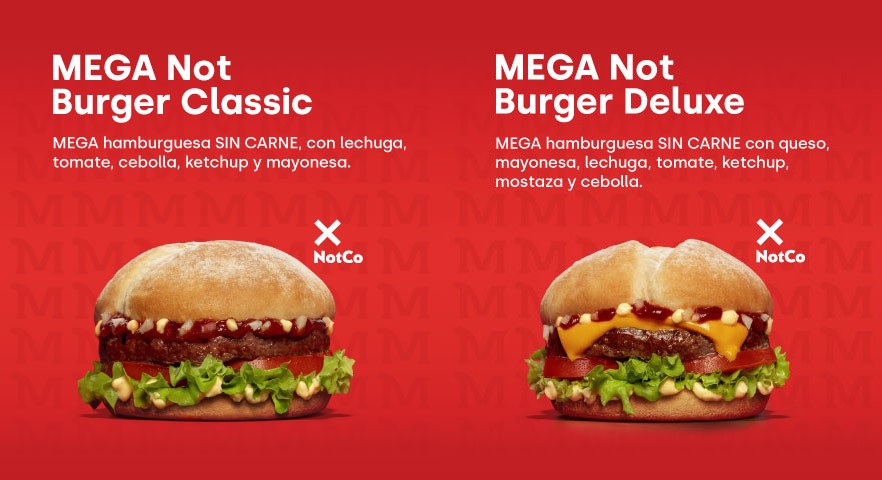 MEGA Not
Burger Classic
MEGA hamburguesa SIN CARNE, con lechuga,
tomate, cebolla, ketchup y mayonesa.
NotCo
MEGA Not
Burger Deluxe
MEGA hamburguesa SIN CARNE con queso,
mayonesa, lechuga, tomate, ketchup,
mostaza y cebolla.
NotCo